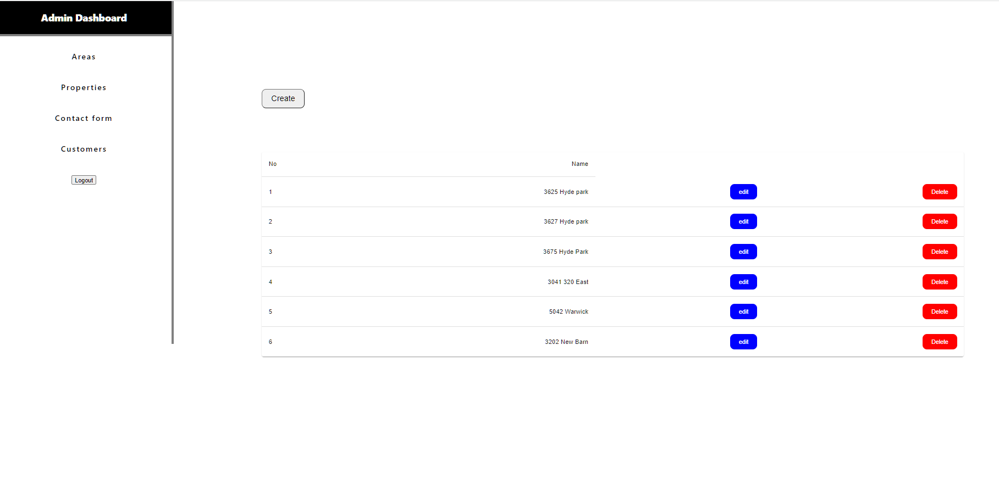 Admin Dashboard
Areas
Properties
Contact form
Customers
Logout
Create
No Name
1 3625 Hyde park edit Delete
2 3627 Hyde park edit Delete
3 3675 Hyde Park edit Delete
4 3041 320 East edit Delete
5 5042 Warwick edit Delete
6 3202 New Barn edit Delete